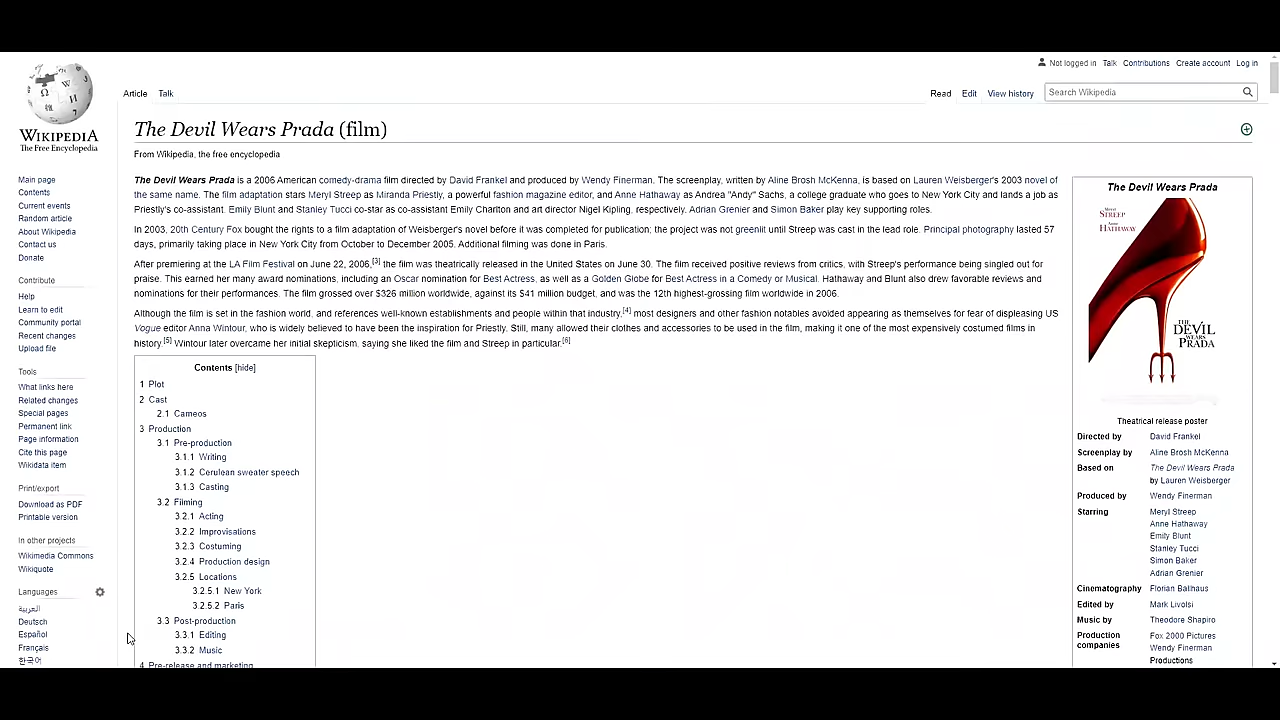 Not logged in Talk Contributions Create account Log in
WIKIPEDIA
The Free Encyclopedia
Article Talk
Read Edit View history Search Wikipedia
The Devil Wears Prada (film)
From Wikipedia, the free encyclopedia
Main page
Contents
Current events
Random article
About Wikipedia
Contact us
Donate
Contribute
Help
Learn to edit
Community portal
Recent changes
Upload file
Tools
What links here
Related changes
Special pages
Permanent link
Page information
Cite this page
Wikidata item
Print/export
Download as PDF
Printable version
In other projects
Wikimedia Commons
Wikiquote
Languages
العربية
Deutsch
Español
Français
한국어
The Devil Wears Prada is a 2006 American comedy-drama film directed by David Frankel and produced by Wendy Finerman. The screenplay, written by Aline Brosh McKenna, is based on Lauren Weisberger's 2003 novel of
the same name. The film adaptation stars Meryl Streep as Miranda Priestly, a powerful fashion magazine editor, and Anne Hathaway as Andrea "Andy" Sachs, a college graduate who goes to New York City and lands a job as
Priestly's co-assistant. Emily Blunt and Stanley Tucci co-star as co-assistant Emily Charlton and art director Nigel Kipling, respectively. Adrian Grenier and Simon Baker play key supporting roles.
In 2003, 20th Century Fox bought the rights to a film adaptation of Weisberger's novel before it was completed for publication; the project was not greenlit until Streep was cast in the lead role. Principal photography lasted 57
days, primarily taking place in New York City from October to December 2005. Additional filming was done in Paris.
After premiering at the LA Film Festival on June 22, 2006,[3] the film was theatrically released in the United States on June 30. The film received positive reviews from critics, with Streep's performance being singled out for
praise. This earned her many award nominations, including an Oscar nomination for Best Actress, as well as a Golden Globe for Best Actress in a Comedy or Musical. Hathaway and Blunt also drew favorable reviews and
nominations for their performances. The film grossed over $326 million worldwide, against its $41 million budget, and was the 12th highest-grossing film worldwide in 2006.
Although the film is set in the fashion world, and references well-known establishments and people within that industry,[4] most designers and other fashion notables avoided appearing as themselves for fear of displeasing US
Vogue editor Anna Wintour, who is widely believed to have been the inspiration for Priestly. Still, many allowed their clothes and accessories to be used in the film, making it one of the most expensively costumed films in
history.[5] Wintour later overcame her initial skepticism, saying she liked the film and Streep in particular.[6]
Contents [hide]
1 Plot
2 Cast
2.1 Cameos
3 Production
3.1 Pre-production
3.1.1 Writing
3.1.2 Cerulean sweater speech
3.1.3 Casting
3.2 Filming
3.2.1 Acting
3.2.2 Improvisations
3.2.3 Costuming
3.2.4 Production design
3.2.5 Locations
3.2.5.1 New York
3.2.5.2 Paris
3.3 Post-production
3.3.1 Editing
3.3.2 Music
4 Pre-release and marketing
The Devil Wears Prada
STREEP
HATHAWAY
THE
DEVIL
WEARS
PRADA
Theatrical release poster
Directed by David Frankel
Screenplay by Aline Brosh McKenna
Based on The Devil Wears Prada
by Lauren Weisberger
Produced by Wendy Finerman
Starring Meryl Streep
Anne Hathaway
Emily Blunt
Stanley Tucci
Simon Baker
Adrian Grenier
Cinematography Florian Ballhaus
Edited by Mark Livolsi
Music by Theodore Shapiro
Production Fox 2000 Pictures
companies Wendy Finerman
Productions